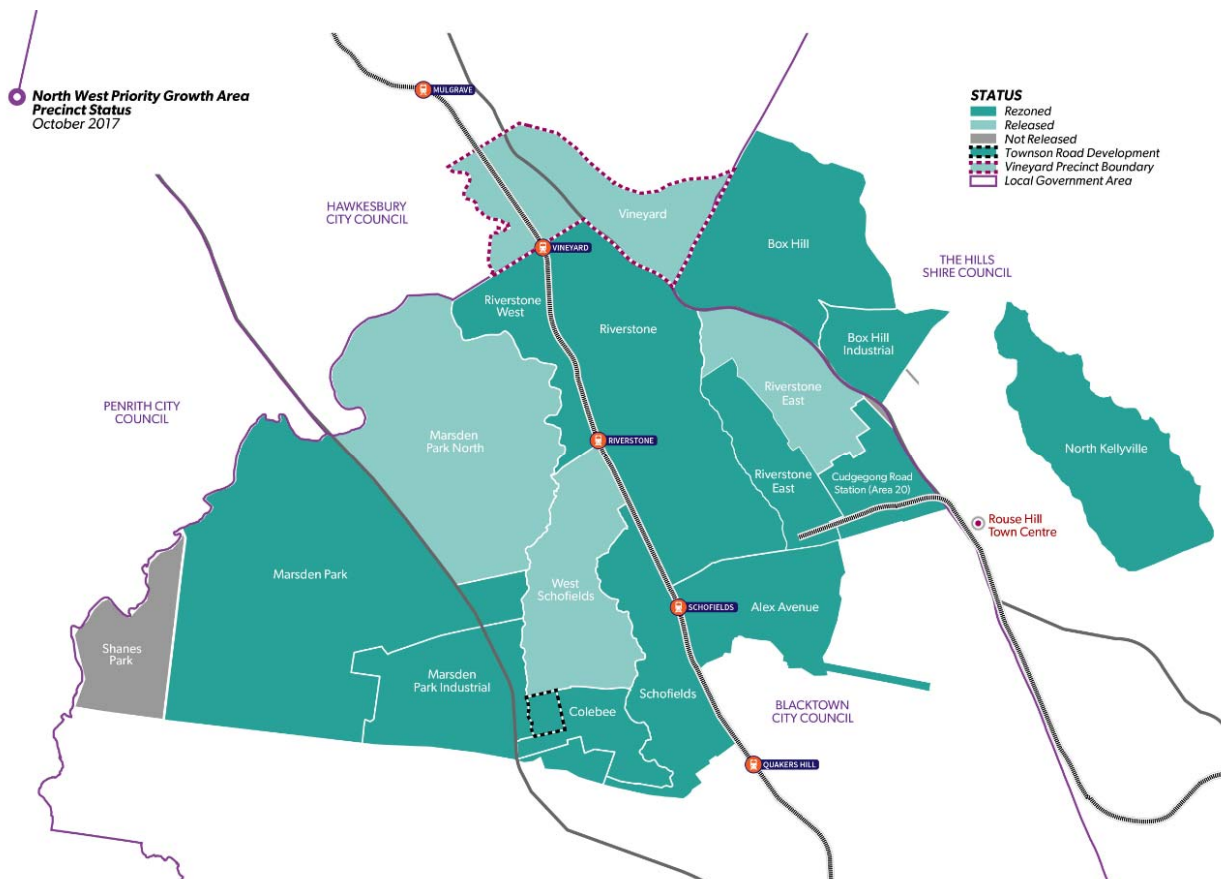 North West Priority Growth Area
Precinct Status
October 2017
MULGRAVE
STATUS
Rezoned
Released
Not Released
Townson Road Development
Vineyard Precinct Boundary
Local Government Area
HAWKESBURY
CITY COUNCIL
Vineyard
VINEYARD
Box Hill
THE HILLS
SHIRE COUNCIL
Riverstone
West
Riverstone
Box Hill
Industrial
Riverstone
East
PENRITH CITY
COUNCIL
Marsden
Park North
RIVERSTONE
Riverstone
East
Cudgegong Road
Station (Area 20)
North Kellyville
Rouse Hill
Town Centre
Marsden Park
West
Schofields
SCHOFIELDS
Alex Avenue
Shanes
Park
Marsden
Park Industrial
Colebee
Schofields
BLACKTOWN
CITY COUNCIL
QUAKERS HILL